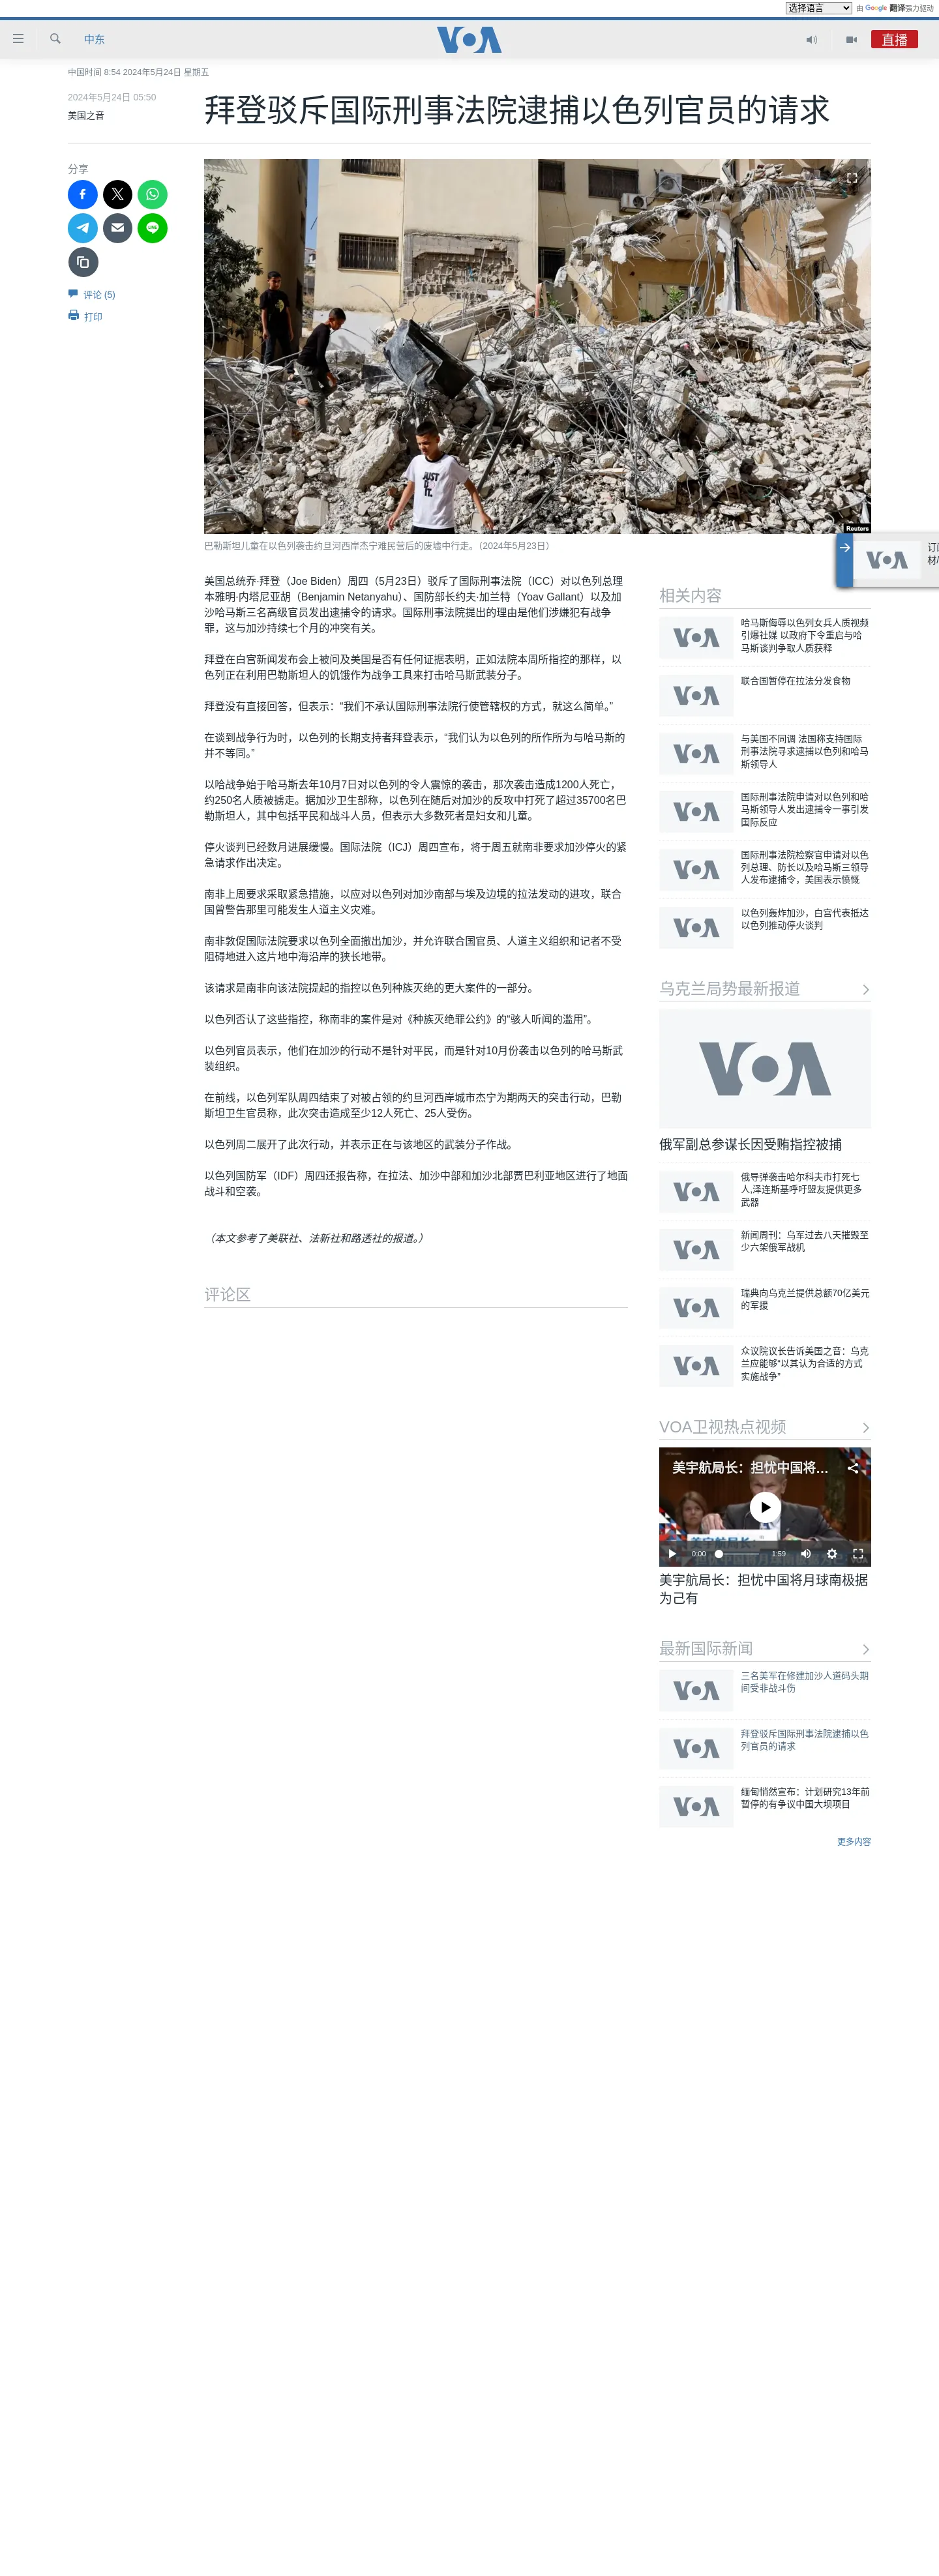 选择语言 由 Google 翻译强力驱动
中东
VOA
直播
中国时间 8:54 2024年5月24日 星期五
2024年5月24日 05:50
美国之音
拜登驳斥国际刑事法院逮捕以色列官员的请求
分享
LINE
评论 (5)
打印
JUST
DO
IT.
Reuters
巴勒斯坦儿童在以色列袭击约旦河西岸杰宁难民营后的废墟中行走。（2024年5月23日）
VOA
美国总统乔·拜登（Joe Biden）周四（5月23日）驳斥了国际刑事法院（ICC）对以色列总理
本雅明·内塔尼亚胡（Benjamin Netanyahu）、国防部长约夫·加兰特（Yoav Gallant）以及加
沙哈马斯三名高级官员发出逮捕令的请求。国际刑事法院提出的理由是他们涉嫌犯有战争
罪，这与加沙持续七个月的冲突有关。
拜登在白宫新闻发布会上被问及美国是否有任何证据表明，正如法院本周所指控的那样，以
色列正在利用巴勒斯坦人的饥饿作为战争工具来打击哈马斯武装分子。
拜登没有直接回答，但表示：“我们不承认国际刑事法院行使管辖权的方式，就这么简单。”
在谈到战争行为时，以色列的长期支持者拜登表示，“我们认为以色列的所作所为与哈马斯的
并不等同。”
以哈战争始于哈马斯去年10月7日对以色列的令人震惊的袭击，那次袭击造成1200人死亡，
约250名人质被掳走。据加沙卫生部称，以色列在随后对加沙的反攻中打死了超过35700名巴
勒斯坦人，其中包括平民和战斗人员，但表示大多数死者是妇女和儿童。
停火谈判已经数月进展缓慢。国际法院（ICJ）周四宣布，将于周五就南非要求加沙停火的紧
急请求作出决定。
南非上周要求采取紧急措施，以应对以色列对加沙南部与埃及边境的拉法发动的进攻，联合
国曾警告那里可能发生人道主义灾难。
南非敦促国际法院要求以色列全面撤出加沙，并允许联合国官员、人道主义组织和记者不受
阻碍地进入这片地中海沿岸的狭长地带。
该请求是南非向该法院提起的指控以色列种族灭绝的更大案件的一部分。
以色列否认了这些指控，称南非的案件是对《种族灭绝罪公约》的“骇人听闻的滥用”。
以色列官员表示，他们在加沙的行动不是针对平民，而是针对10月份袭击以色列的哈马斯武
装组织。
在前线，以色列军队周四结束了对被占领的约旦河西岸城市杰宁为期两天的突击行动，巴勒
斯坦卫生官员称，此次突击造成至少12人死亡、25人受伤。
以色列周二展开了此次行动，并表示正在与该地区的武装分子作战。
以色列国防军（IDF）周四还报告称，在拉法、加沙中部和加沙北部贾巴利亚地区进行了地面
战斗和空袭。
（本文参考了美联社、法新社和路透社的报道。）
评论区
相关内容
VOA 哈马斯侮辱以色列女兵人质视频
引爆社媒 以政府下令重启与哈
马斯谈判争取人质获释
VOA 联合国暂停在拉法分发食物
VOA 与美国不同调 法国称支持国际
刑事法院寻求逮捕以色列和哈马
斯领导人
VOA 国际刑事法院申请对以色列和哈
马斯领导人发出逮捕令一事引发
国际反应
VOA 国际刑事法院检察官申请对以色
列总理、防长以及哈马斯三领导
人发布逮捕令，美国表示愤慨
VOA 以色列轰炸加沙，白宫代表抵达
以色列推动停火谈判
乌克兰局势最新报道
VOA
俄军副总参谋长因受贿指控被捕
VOA 俄导弹袭击哈尔科夫市打死七
人,泽连斯基呼吁盟友提供更多
武器
VOA 新闻周刊：乌军过去八天摧毁至
少六架俄军战机
VOA 瑞典向乌克兰提供总额70亿美元
的军援
VOA 众议院议长告诉美国之音：乌克
兰应能够“以其认为合适的方式
实施战争”
VOA卫视热点视频
美宇航局长：担忧中国将…
0:00 1:59
美宇航局长：担忧中国将月球南极据
为己有
最新国际新闻
VOA 三名美军在修建加沙人道码头期
间受非战斗伤
VOA 拜登驳斥国际刑事法院逮捕以色
列官员的请求
VOA 缅甸悄然宣布：计划研究13年前
暂停的有争议中国大坝项目
更多内容